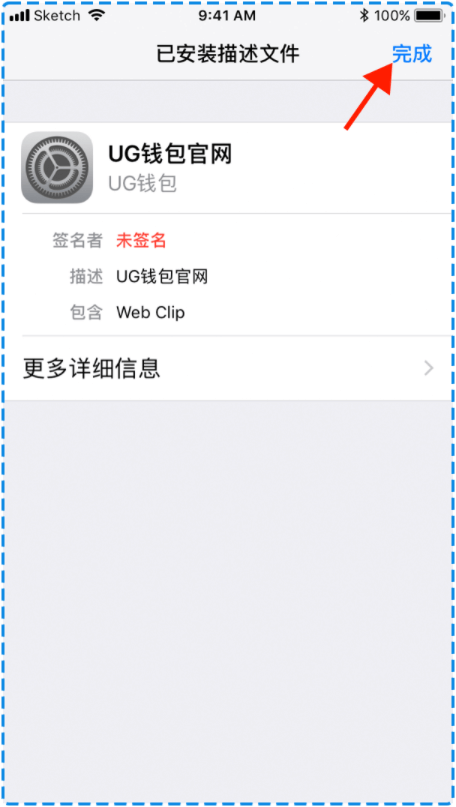 Sketch 9:41 AM 100%
已安装描述文件 完成
UG钱包官网
UG钱包
签名者 未签名
描述 UG钱包官网
包含 Web Clip
更多详细信息